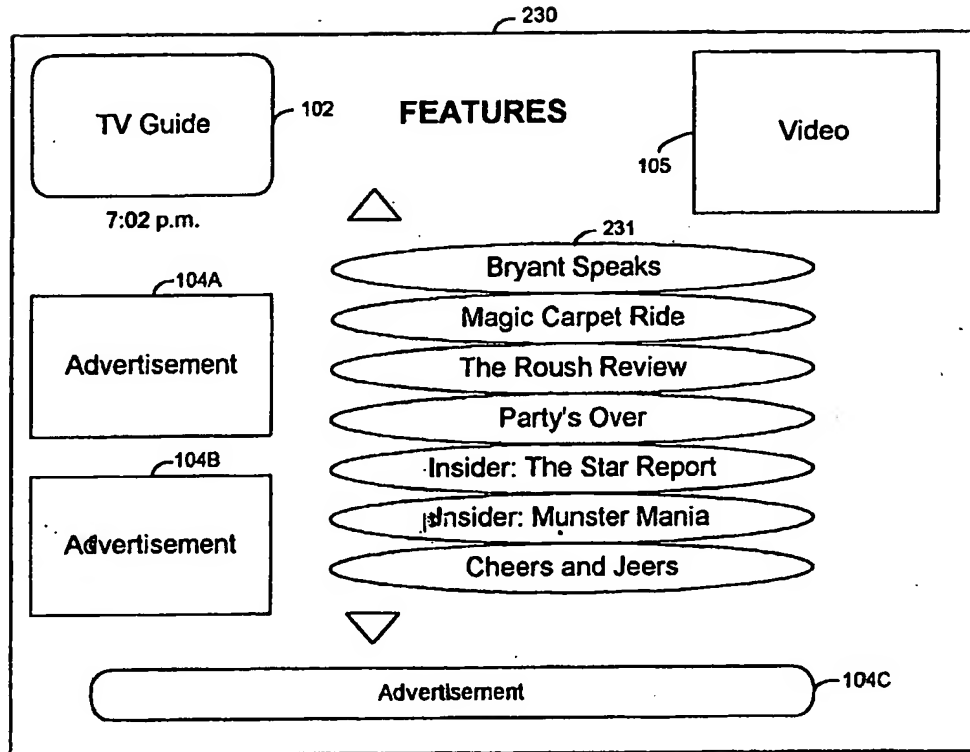 230
TV Guide
102
FEATURES
Video
105
7:02 p.m.
231
Bryant Speaks
104A
Magic Carpet Ride
Advertisement
The Roush Review
Party's Over
104B
Insider: The Star Report
Insider: Munster Mania
Advertisement
Cheers and Jeers
Advertisement
104C